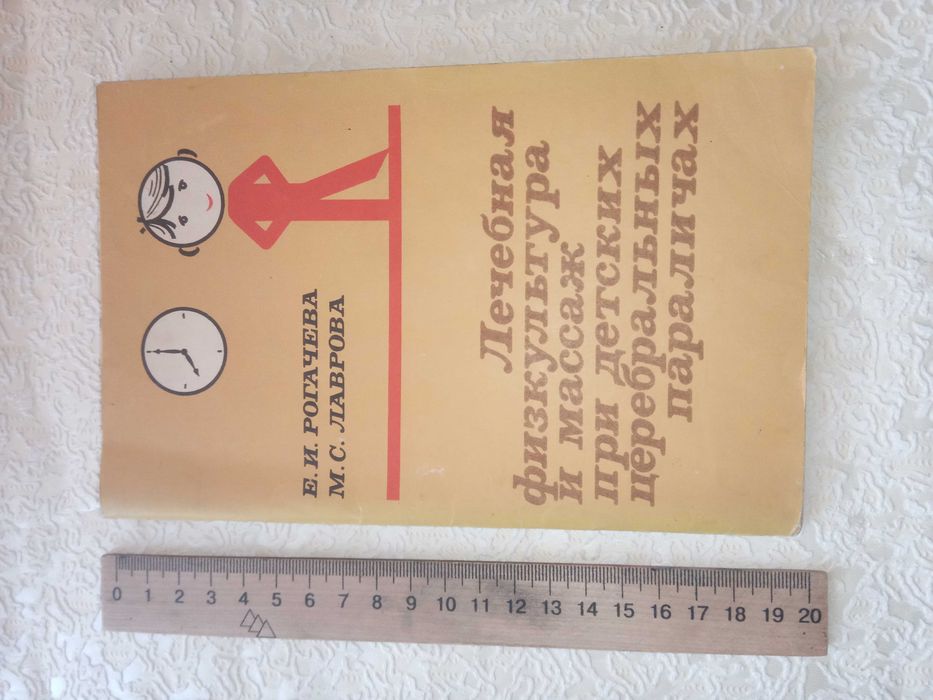 Е. И. РОГАЧЕВА
М. С. ЛАВРОВА
Лечебная
физкультура
и массаж
при детских
церебральных
параличах
0 1 2 3 4 5 6 7 8 9 10 11 12 13 14 15 16 17 18 19 20